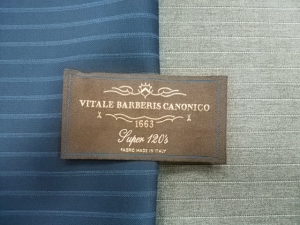 VITALE BARBERIS CANONICO
1663
Super 120's
FABRIC MADE IN ITALY